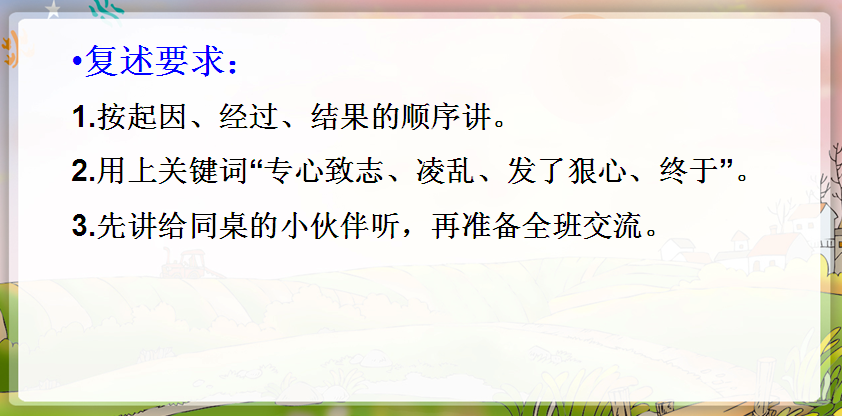 •复述要求：
1.按起因、经过、结果的顺序讲。
2.用上关键词“专心致志、凌乱、发了狠心、终于”。
3.先讲给同桌的小伙伴听，再准备全班交流。